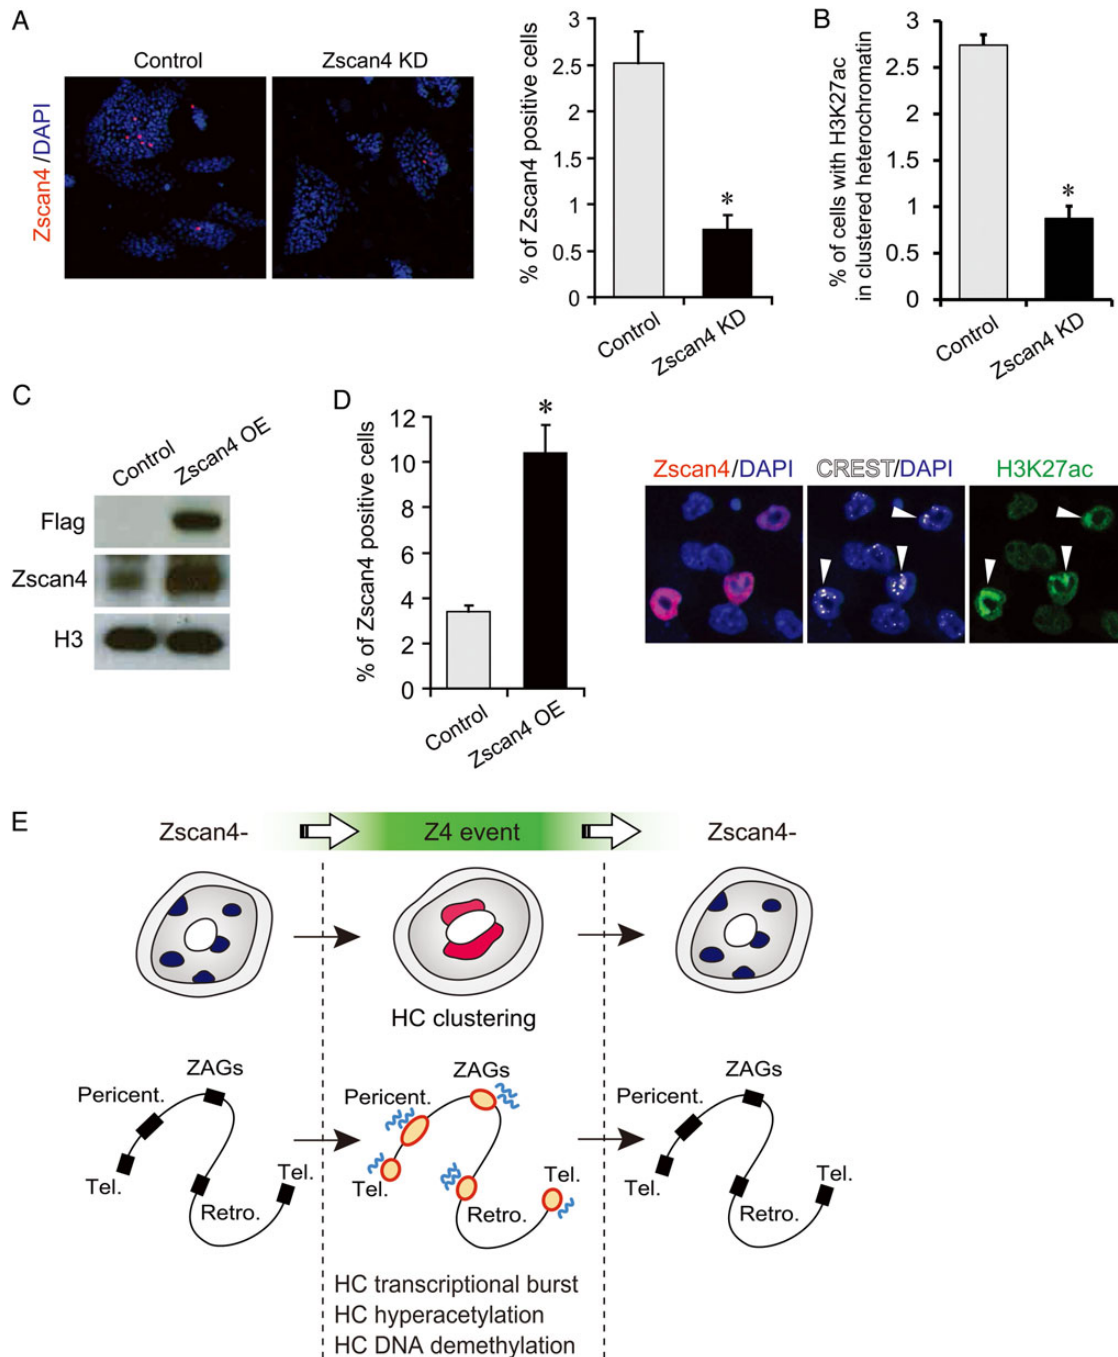 A
Control
Zscan4 KD
Zscan4 /DAPI
% of Zscan4 positive cells
3
2.5
2
1.5
1
0.5
0
*
Control
Zscan4 KD
B
% of cells with H3K27ac
in clustered heterochromatin
3
2.5
2
1.5
1
0.5
0
*
Control
Zscan4 KD
C
Control
Zscan4 OE
Flag
Zscan4
H3
D
% of Zscan4 positive cells
12
10
8
6
4
2
0
*
Control
Zscan4 OE
Zscan4/DAPI
CREST/DAPI
H3K27ac
E
Zscan4-
Z4 event
Zscan4-
HC clustering
ZAGs
Pericent.
Tel.
Retro.
Tel.
ZAGs
Pericent.
Tel.
Retro.
Tel.
ZAGs
Pericent.
Tel.
Retro.
Tel.
HC transcriptional burst
HC hyperacetylation
HC DNA demethylation